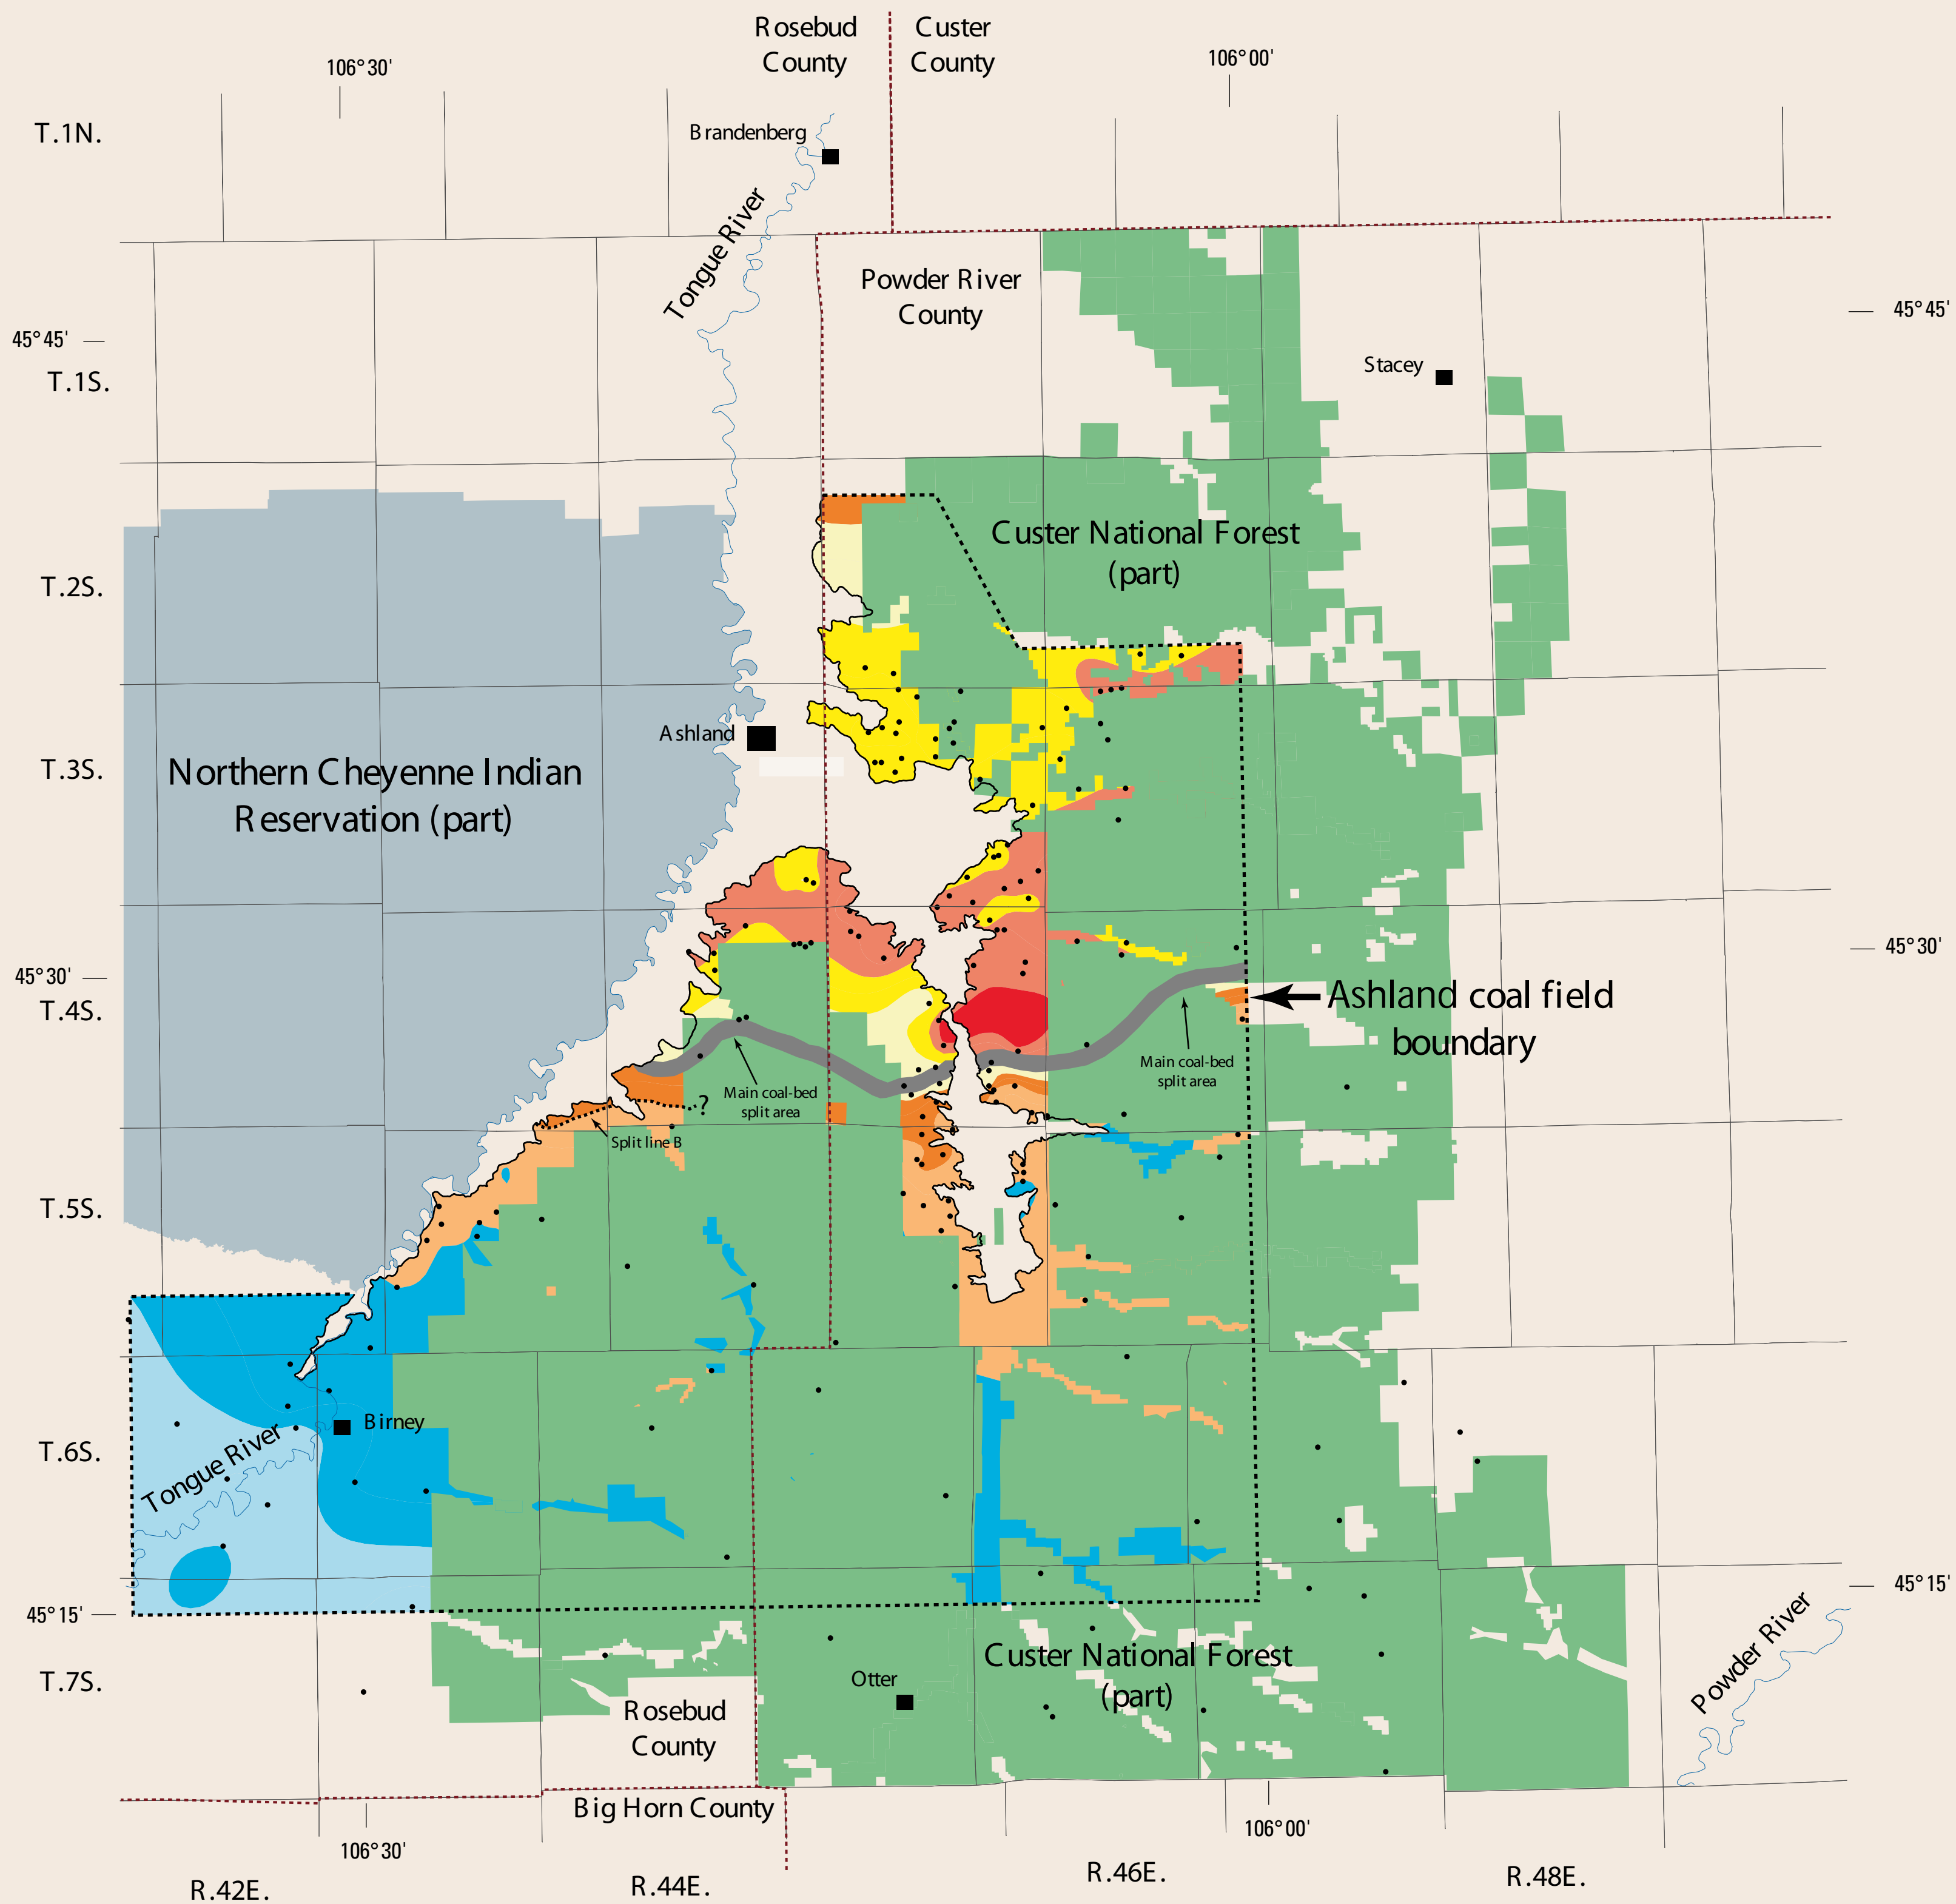 Rosebud
County
Custer
County
106°30'
106°00'
T.1N.
Brandenberg
Tongue River
Powder River
County
45°45'
45°45'
Stacey
T.1S.
Custer National Forest
(part)
T.2S.
Ashland
Northern Cheyenne Indian
Reservation (part)
T.3S.
45°30'
45°30'
T.4S.
Ashland coal field
boundary
Main coal-bed
split area
Main coal-bed
split area
?
Split line B
T.5S.
Birney
Tongue River
T.6S.
45°15'
45°15'
Custer National Forest
(part)
Powder River
T.7S.
Otter
Rosebud
County
Big Horn County
106°30'
106°00'
R.42E.
R.44E.
R.46E.
R.48E.